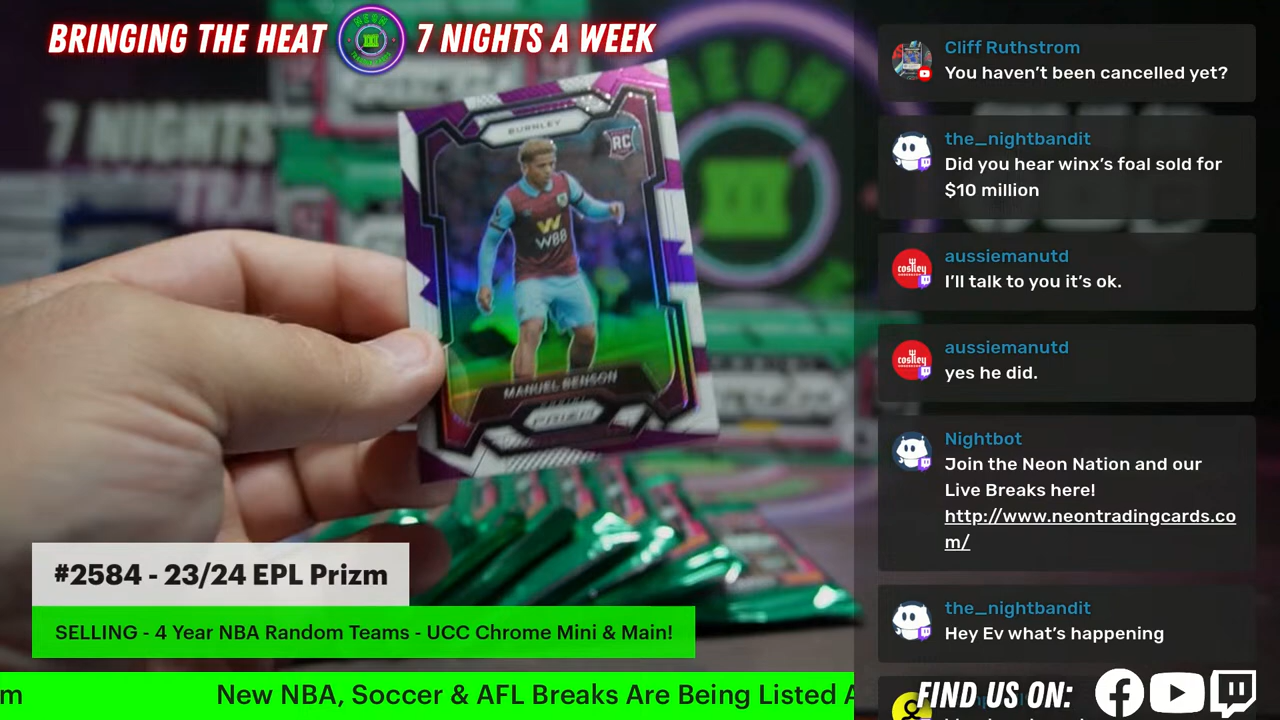 BRINGING THE HEAT
NEON
7 NIGHTS A WEEK
7 NIGHTS
BURNLEY
RC
W88
MANUEL BENSON
PRIZM
#2584 - 23/24 EPL Prizm
SELLING - 4 Year NBA Random Teams - UCC Chrome Mini & Main!
m
New NBA, Soccer & AFL Breaks Are Being Listed A
Cliff Ruthstrom
You haven't been cancelled yet?
the_nightbandit
Did you hear winx's foal sold for
$10 million
aussiemanutd
I'll talk to you it's ok.
aussiemanutd
yes he did.
Nightbot
Join the Neon Nation and our
Live Breaks here!
http://www.neontradingcards.co
m/
the_nightbandit
Hey Ev what's happening
FIND US ON: